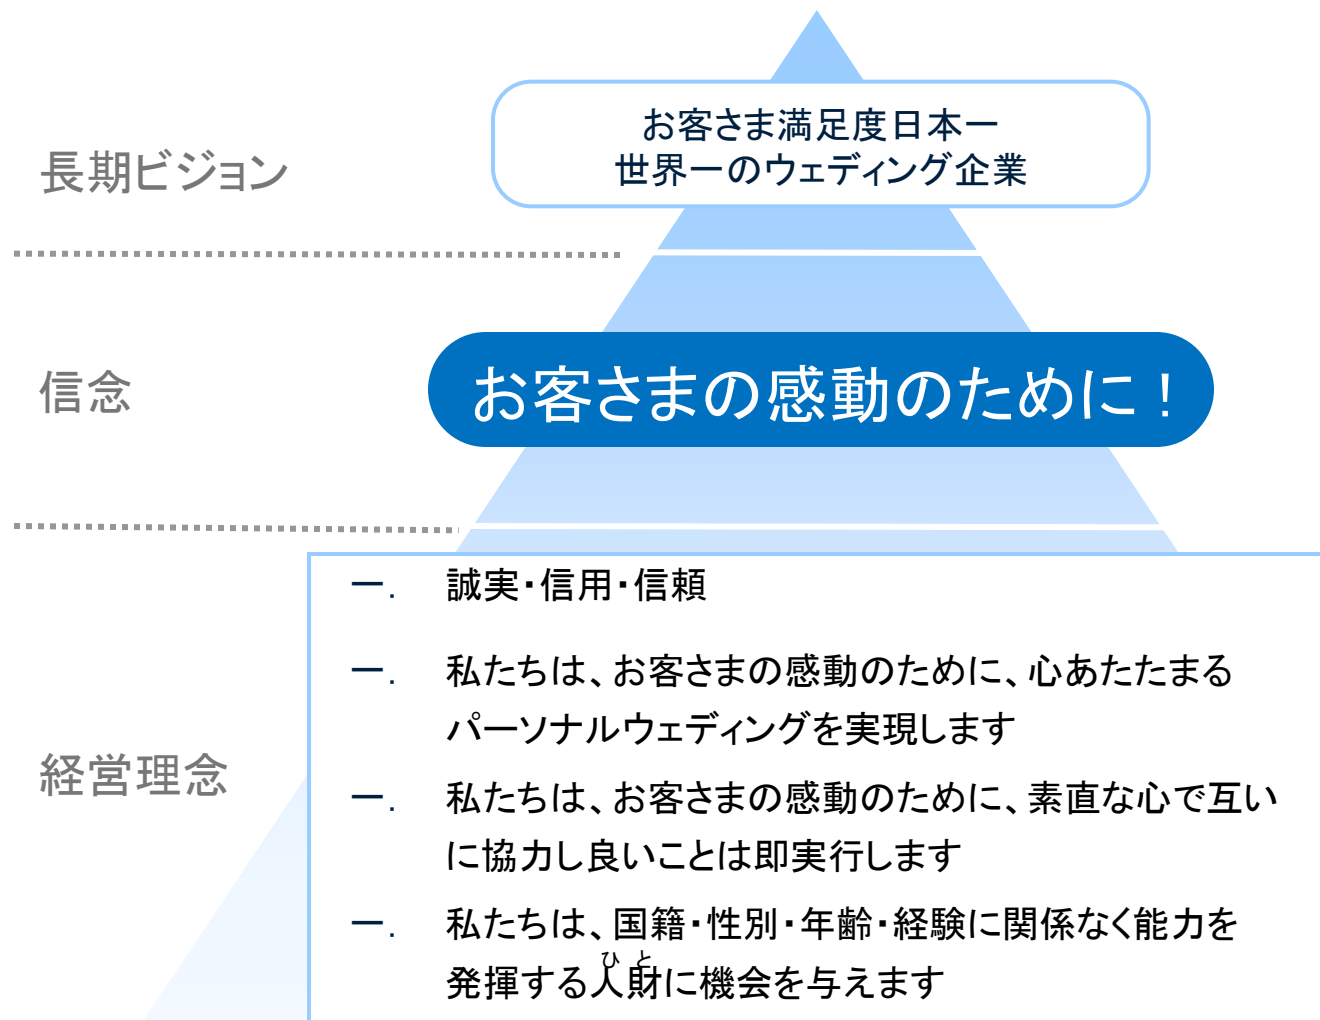 長期ビジョン
お客さま満足度日本一
世界一のウェディング企業
信念
お客さまの感動のために！
経営理念
一. 誠実・信用・信頼
一. 私たちは、お客さまの感動のために、心あたたまる
パーソナルウェディングを実現します
一. 私たちは、お客さまの感動のために、素直な心で互い
に協力し良いことは即実行します
一. 私たちは、国籍・性別・年齢・経験に関係なく能力を
ひと
発揮する人財に機会を与えます